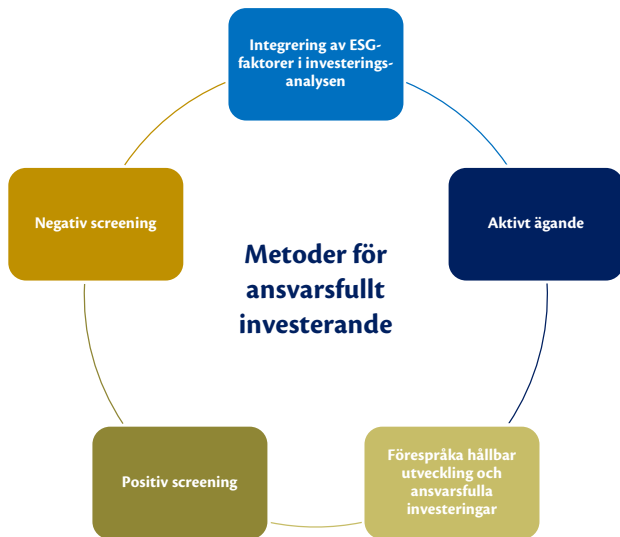 Integrering av ESG-
faktorer i investerings-
analysen
Negativ screening
Aktivt ägande
Metoder för
ansvarsfullt
investerande
Positiv screening
Förespråka hållbar
utveckling och
ansvarsfulla
investeringar